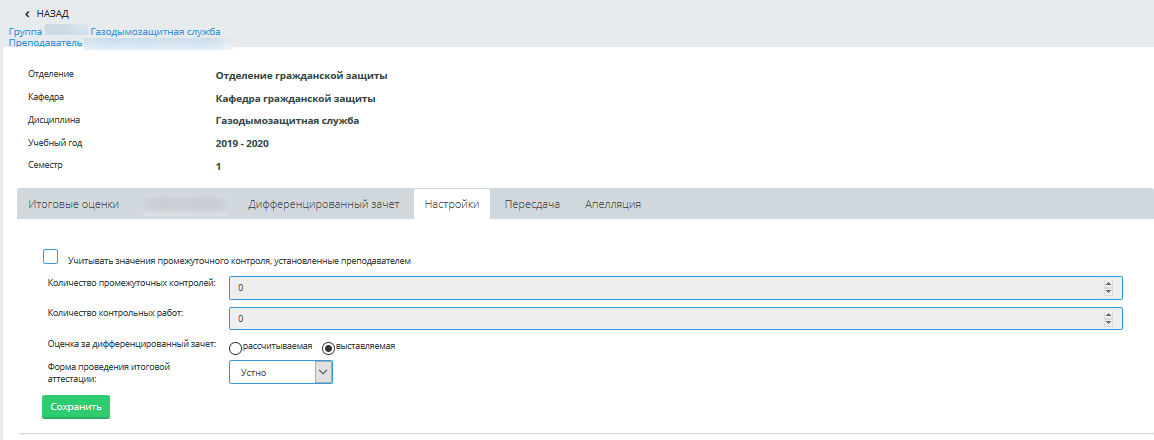 НАЗАД
Группа Газодымозащитная служба
Преподаватель
Отделение Отделение гражданской защиты
Кафедра Кафедра гражданской защиты
Дисциплина Газодымозащитная служба
Учебный год 2019 - 2020
Семестр 1
Итоговые оценки Дифференцированный зачет Настройки Пересдача Апелляция
Учитывать значения промежуточного контроля, установленные преподавателем
Количество промежуточных контролей: 0
Количество контрольных работ: 0
Оценка за дифференцированный зачет: рассчитываемая выставляемая
Форма проведения итоговой
аттестации: Устно
Сохранить